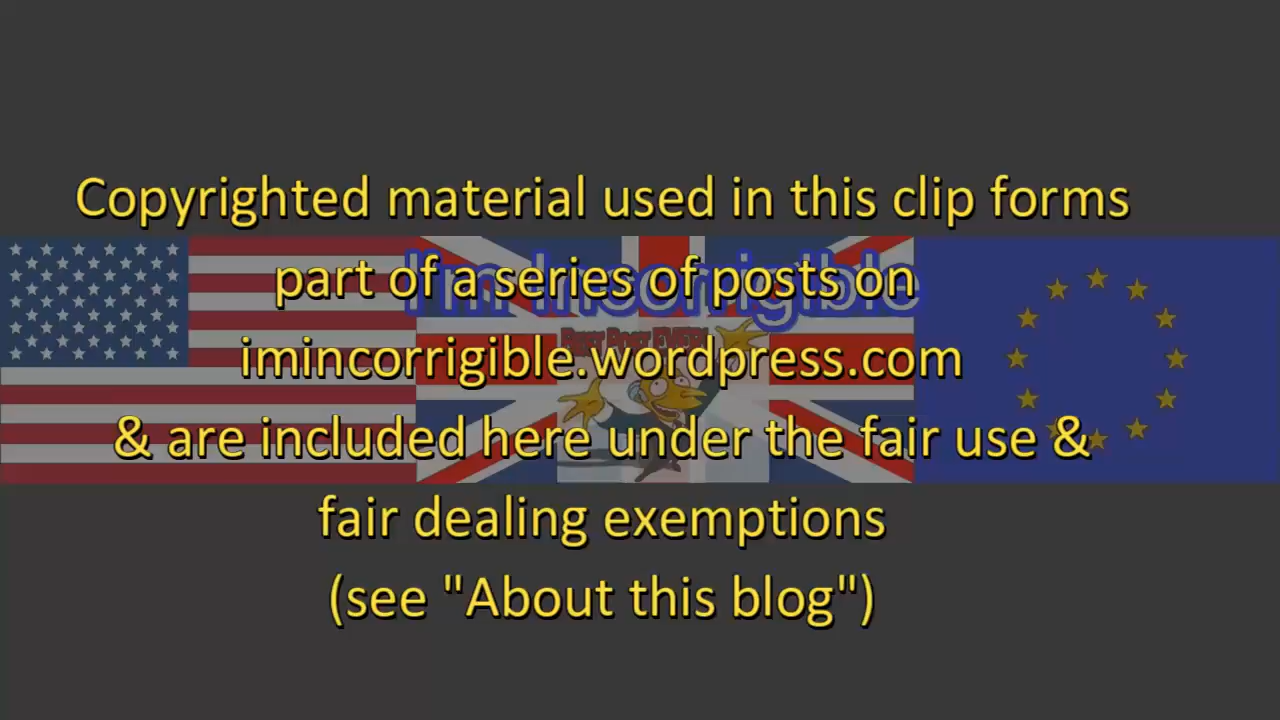 Copyrighted material used in this clip forms
part of a series of posts on
imincorrigible.wordpress.com
& are included here under the fair use &
fair dealing exemptions
(see "About this blog")
I'm Incorrigible